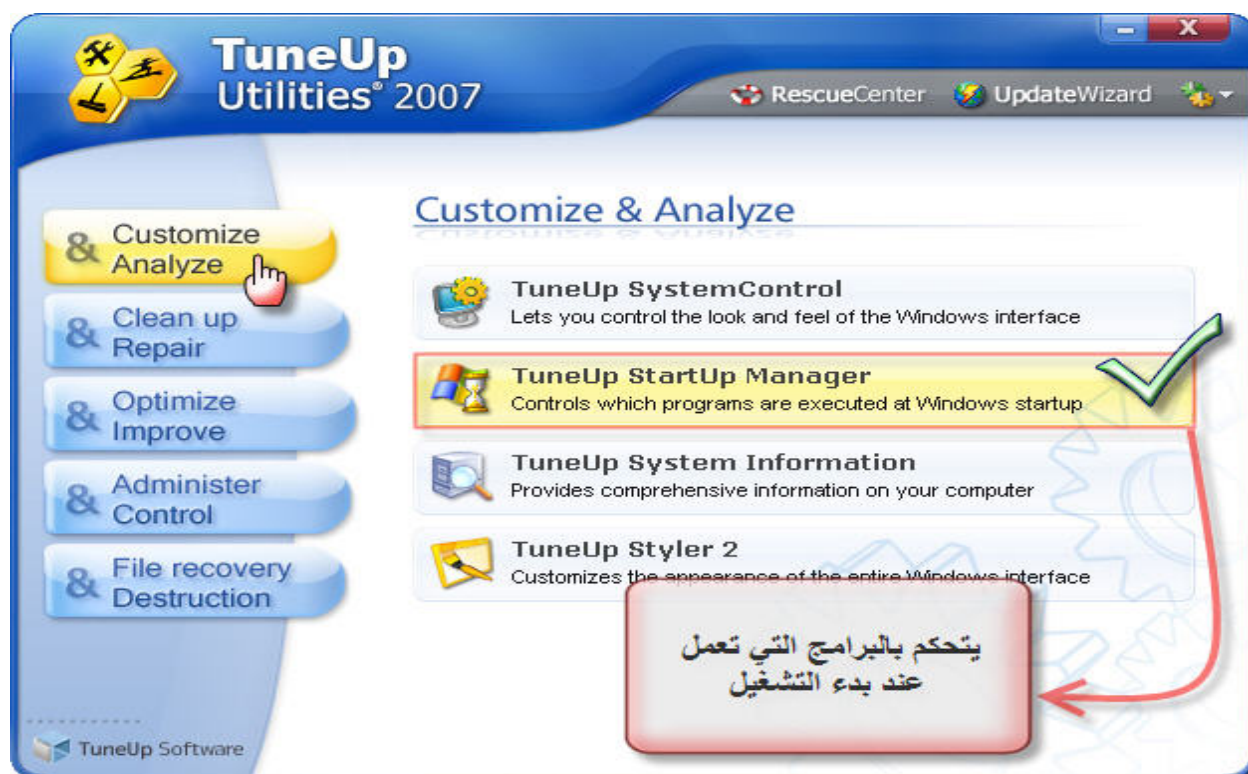 TuneUp
Utilities® 2007
RescueCenter UpdateWizard
Customize & Analyze
& Customize
Analyze
& Clean up
Repair
& Optimize
Improve
& Administer
Control
& File recovery
Destruction
TuneUp SystemControl
Lets you control the look and feel of the Windows interface
TuneUp StartUp Manager
Controls which programs are executed at Windows startup
TuneUp System Information
Provides comprehensive information on your computer
TuneUp Styler 2
Customizes the appearance of the entire Windows interface
يتحكم بالبرامج التي تعمل
عند بدء التشغيل
TuneUp Software